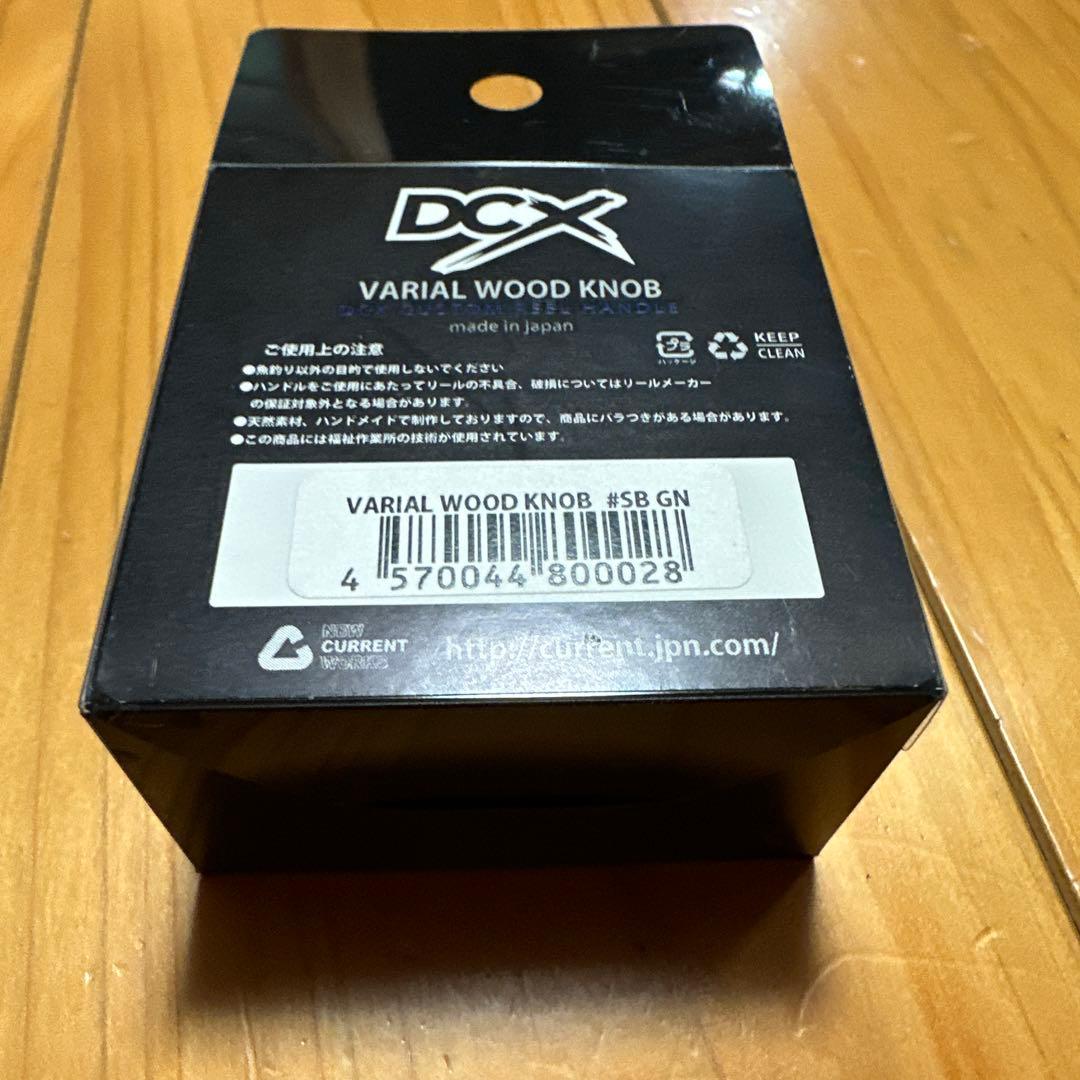 DCX
VARIAL WOOD KNOB
DCX CUSTOM REEL HANDLE
made in japan
ご使用上の注意
プラ
パッケージ
KEEP
CLEAN
●魚釣り以外の目的で使用しないでください
●ハンドルをご使用にあたってリールの不具合、破損についてはリールメーカー
の保証対象外となる場合があります。
●天然素材、ハンドメイドで制作しておりますので、商品にバラつきがある場合があります。
●この商品には福祉作業所の技術が使用されています。
VARIAL WOOD KNOB #SB GN
4 570044 800028
NEW
CURRENT
WORKS
http://current.jpn.com/